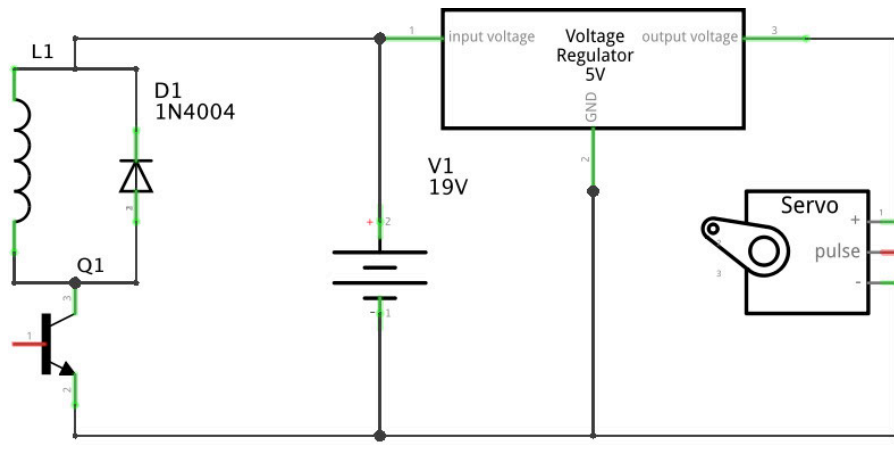 L1
D1
1N4004
2
Q1
3
1
2
V1
19V
+ 2
- 1
1
input voltage
Voltage
Regulator
5V
output voltage
3
GND
2
Servo
+
1
pulse
-
3